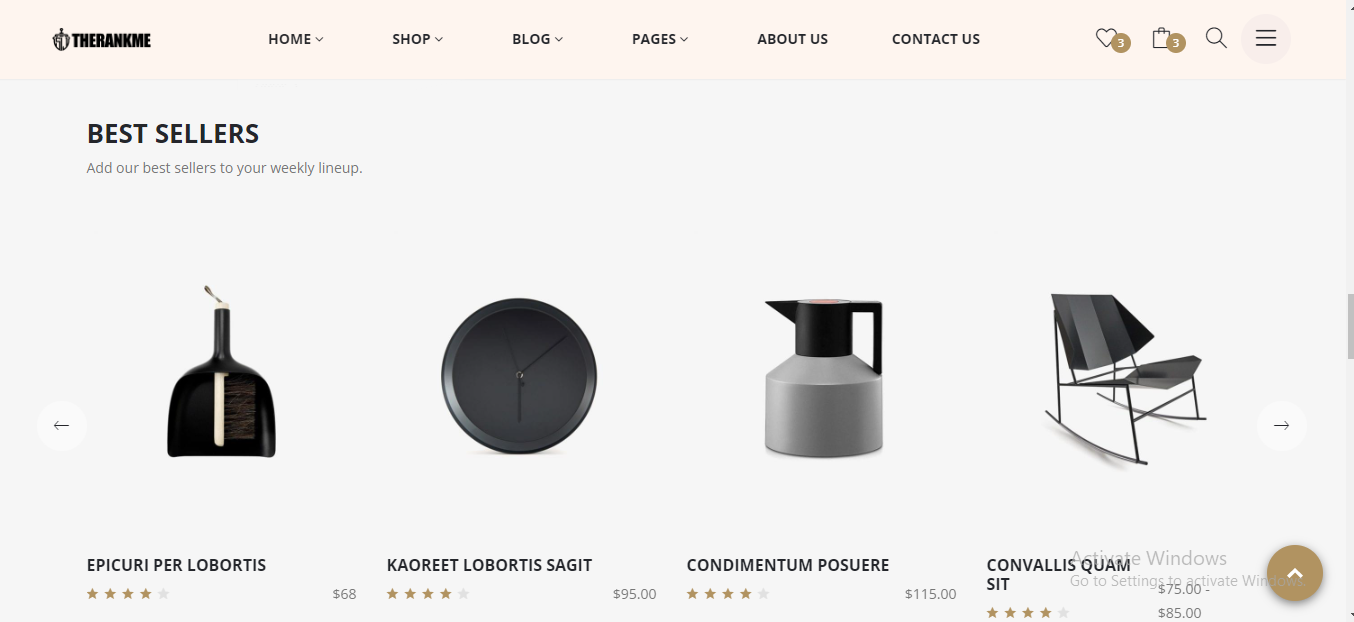 THERANKME
HOME
SHOP
BLOG
PAGES
ABOUT US
CONTACT US
3
3
BEST SELLERS
Add our best sellers to your weekly lineup.
EPICURI PER LOBORTIS
$68
KAOREET LOBORTIS SAGIT
$95.00
CONDIMENTUM POSUERE
$115.00
CONVALLIS QUAM
SIT
$75.00 -
$85.00
Activate Windows
Go to Settings to activate Windows.